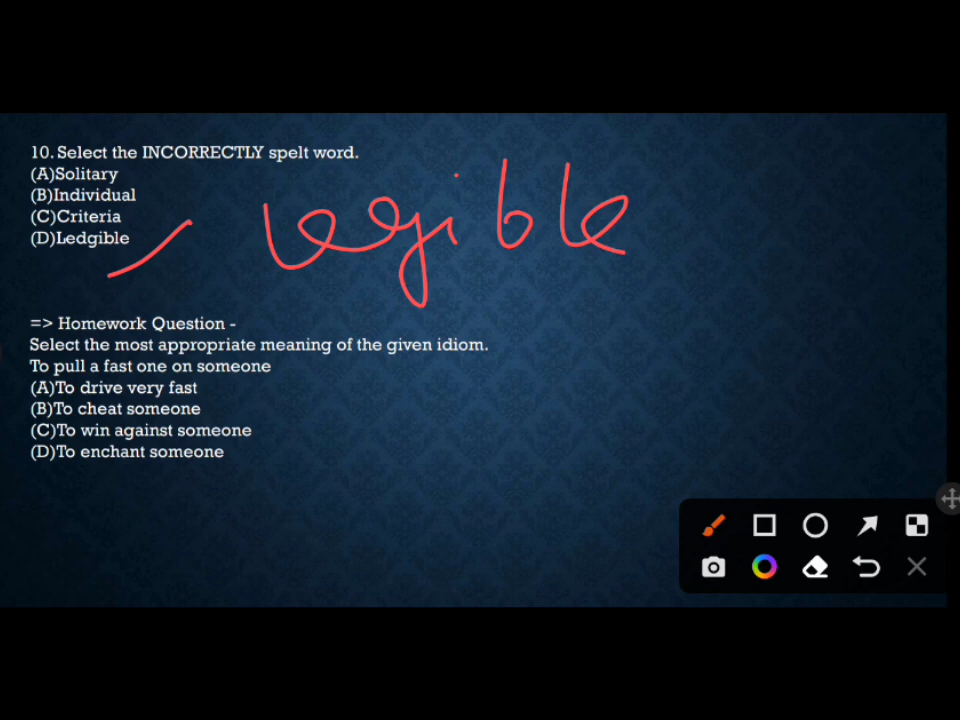 10. Select the INCORRECTLY spelt word.
(A)Solitary
(B)Individual
(C)Criteria
(D)Ledgible
legible
=> Homework Question -
Select the most appropriate meaning of the given idiom.
To pull a fast one on someone
(A)To drive very fast
(B)To cheat someone
(C)To win against someone
(D)To enchant someone